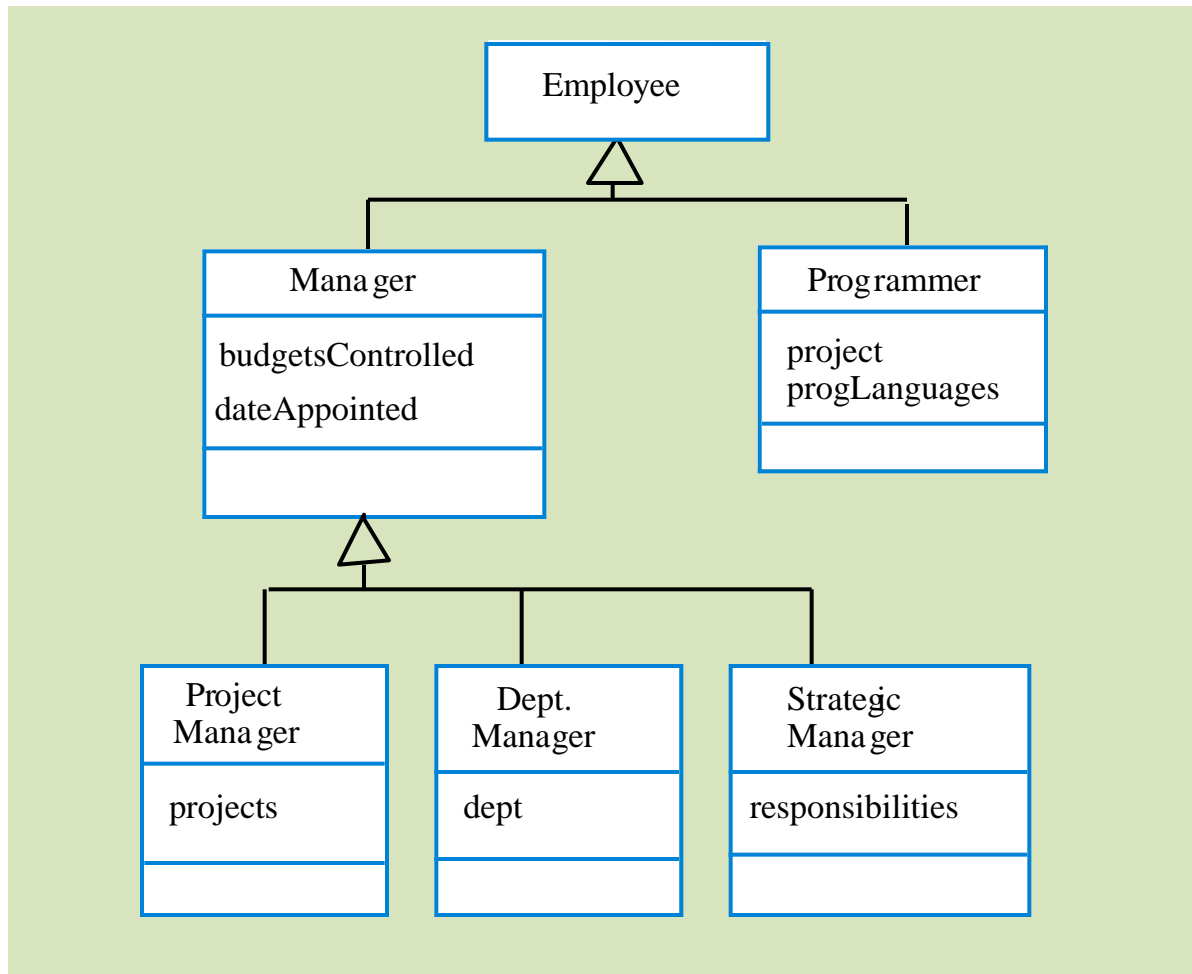 Employee
Manager
Programmer
budgetsControlled
dateAppointed
project
progLanguages
Project
Manager
Dept.
Manager
Strategic
Manager
projects
dept
responsibilities